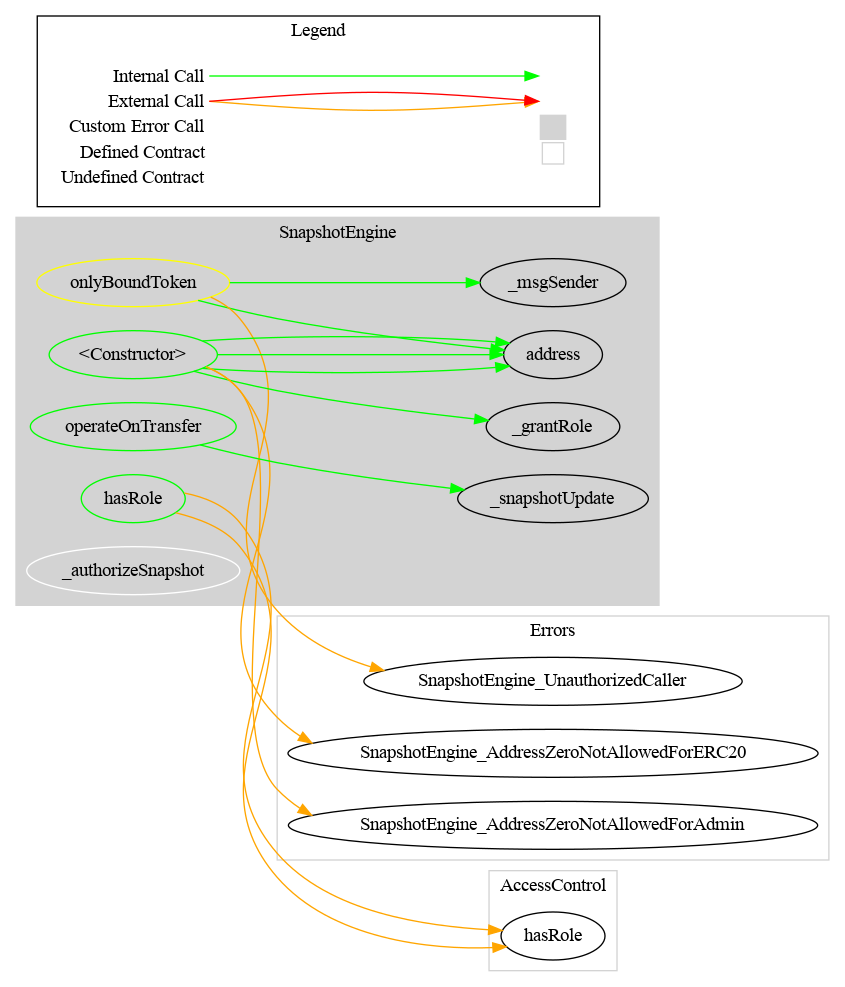 Legend
Internal Call
External Call
Custom Error Call
Defined Contract
Undefined Contract
SnapshotEngine
onlyBoundToken
_msgSender
<Constructor>
address
operateOnTransfer
_grantRole
hasRole
_snapshotUpdate
_authorizeSnapshot
Errors
SnapshotEngine_UnauthorizedCaller
SnapshotEngine_AddressZeroNotAllowedForERC20
SnapshotEngine_AddressZeroNotAllowedForAdmin
AccessControl
hasRole